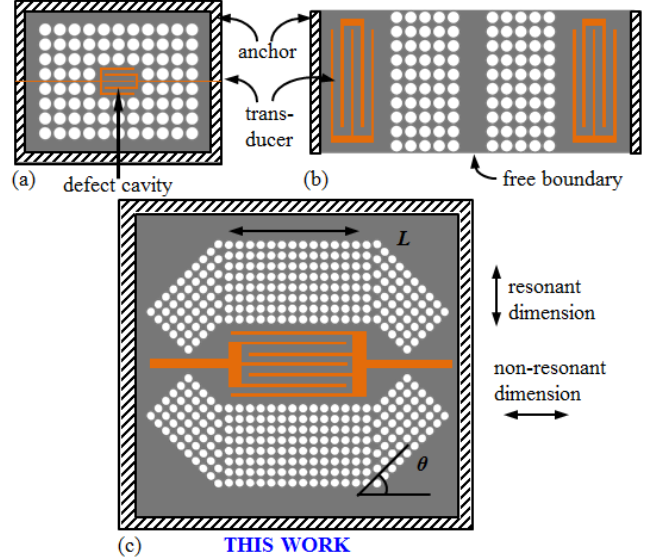 anchor
trans-
ducer
(a)
defect cavity
(b)
free boundary
L
resonant
dimension
non-resonant
dimension
θ
(c)
THIS WORK